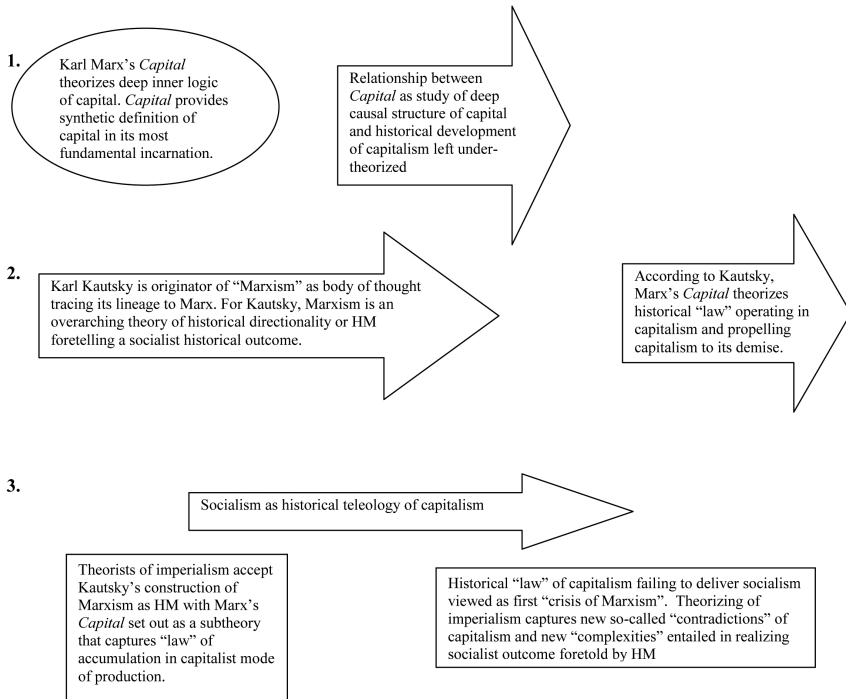 1.
Karl Marx's Capital
theorizes deep inner logic
of capital. Capital provides
synthetic definition of
capital in its most
fundamental incarnation.
Relationship between
Capital as study of deep
causal structure of capital
and historical development
of capitalism left under-
theorized
2.
Karl Kautsky is originator of “Marxism” as body of thought
tracing its lineage to Marx. For Kautsky, Marxism is an
overarching theory of historical directionality or HM
foretelling a socialist historical outcome.
According to Kautsky,
Marx's Capital theorizes
historical “law” operating in
capitalism and propelling
capitalism to its demise.
3.
Socialism as historical teleology of capitalism
Theorists of imperialism accept
Kautsky's construction of
Marxism as HM with Marx's
Capital set out as a subtheory
that captures “law” of
accumulation in capitalist mode
of production.
Historical “law” of capitalism failing to deliver socialism
viewed as first “crisis of Marxism”. Theorizing of
imperialism captures new so-called “contradictions” of
capitalism and new “complexities” entailed in realizing
socialist outcome foretold by HM